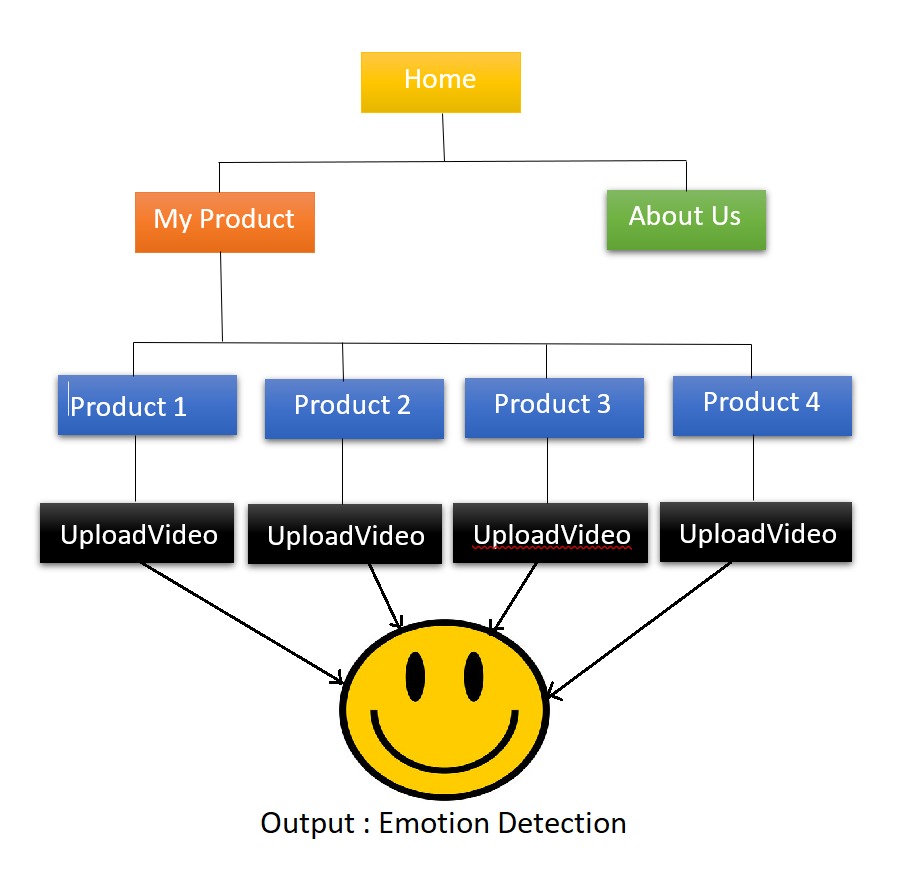 Home
My Product
About Us
Product 1
Product 2
Product 3
Product 4
UploadVideo
UploadVideo
UploadVideo
UploadVideo
Output : Emotion Detection